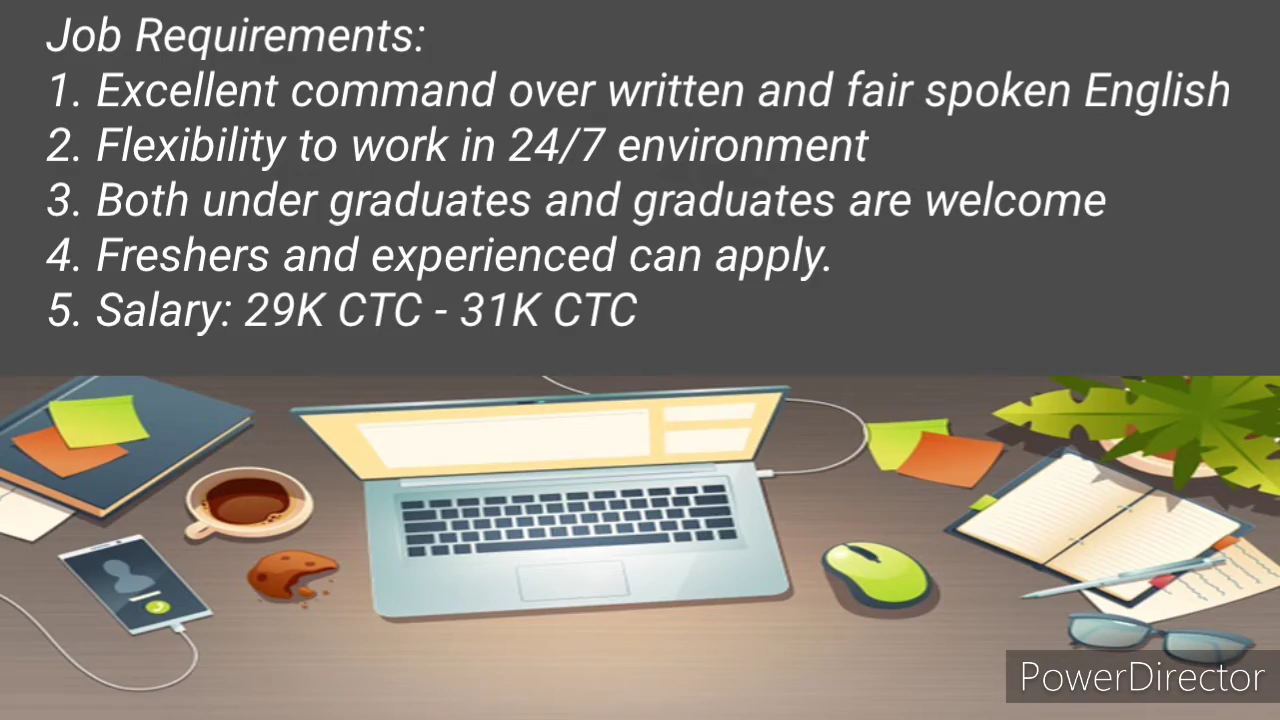 Job Requirements:
1. Excellent command over written and fair spoken English
2. Flexibility to work in 24/7 environment
3. Both under graduates and graduates are welcome
4. Freshers and experienced can apply.
5. Salary: 29K CTC - 31K CTC
PowerDirector